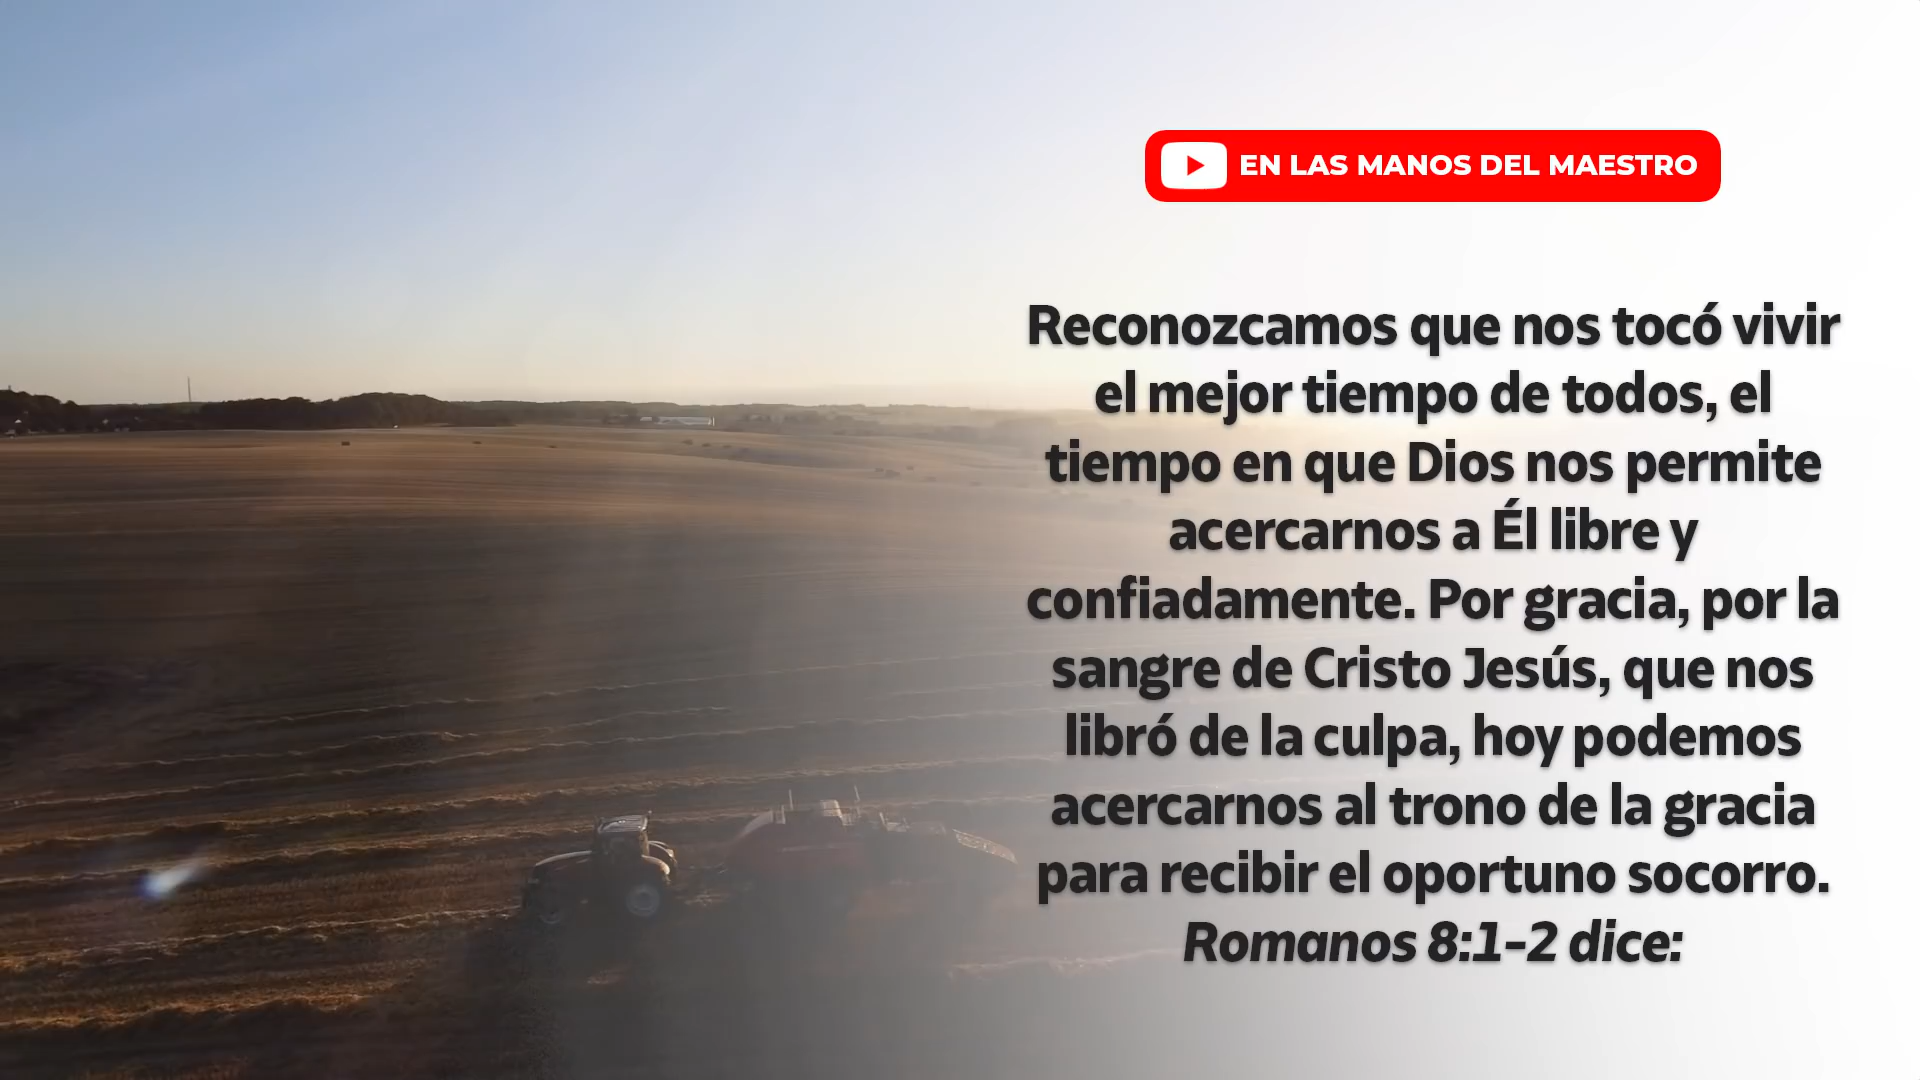 EN LAS MANOS DEL MAESTRO
Reconozcamos que nos tocó vivir
el mejor tiempo de todos, el
tiempo en que Dios nos permite
acercarnos a Él libre y
confiadamente. Por gracia, por la
sangre de Cristo Jesús, que nos
libró de la culpa, hoy podemos
acercarnos al trono de la gracia
para recibir el oportuno socorro.
Romanos 8:1-2 dice: